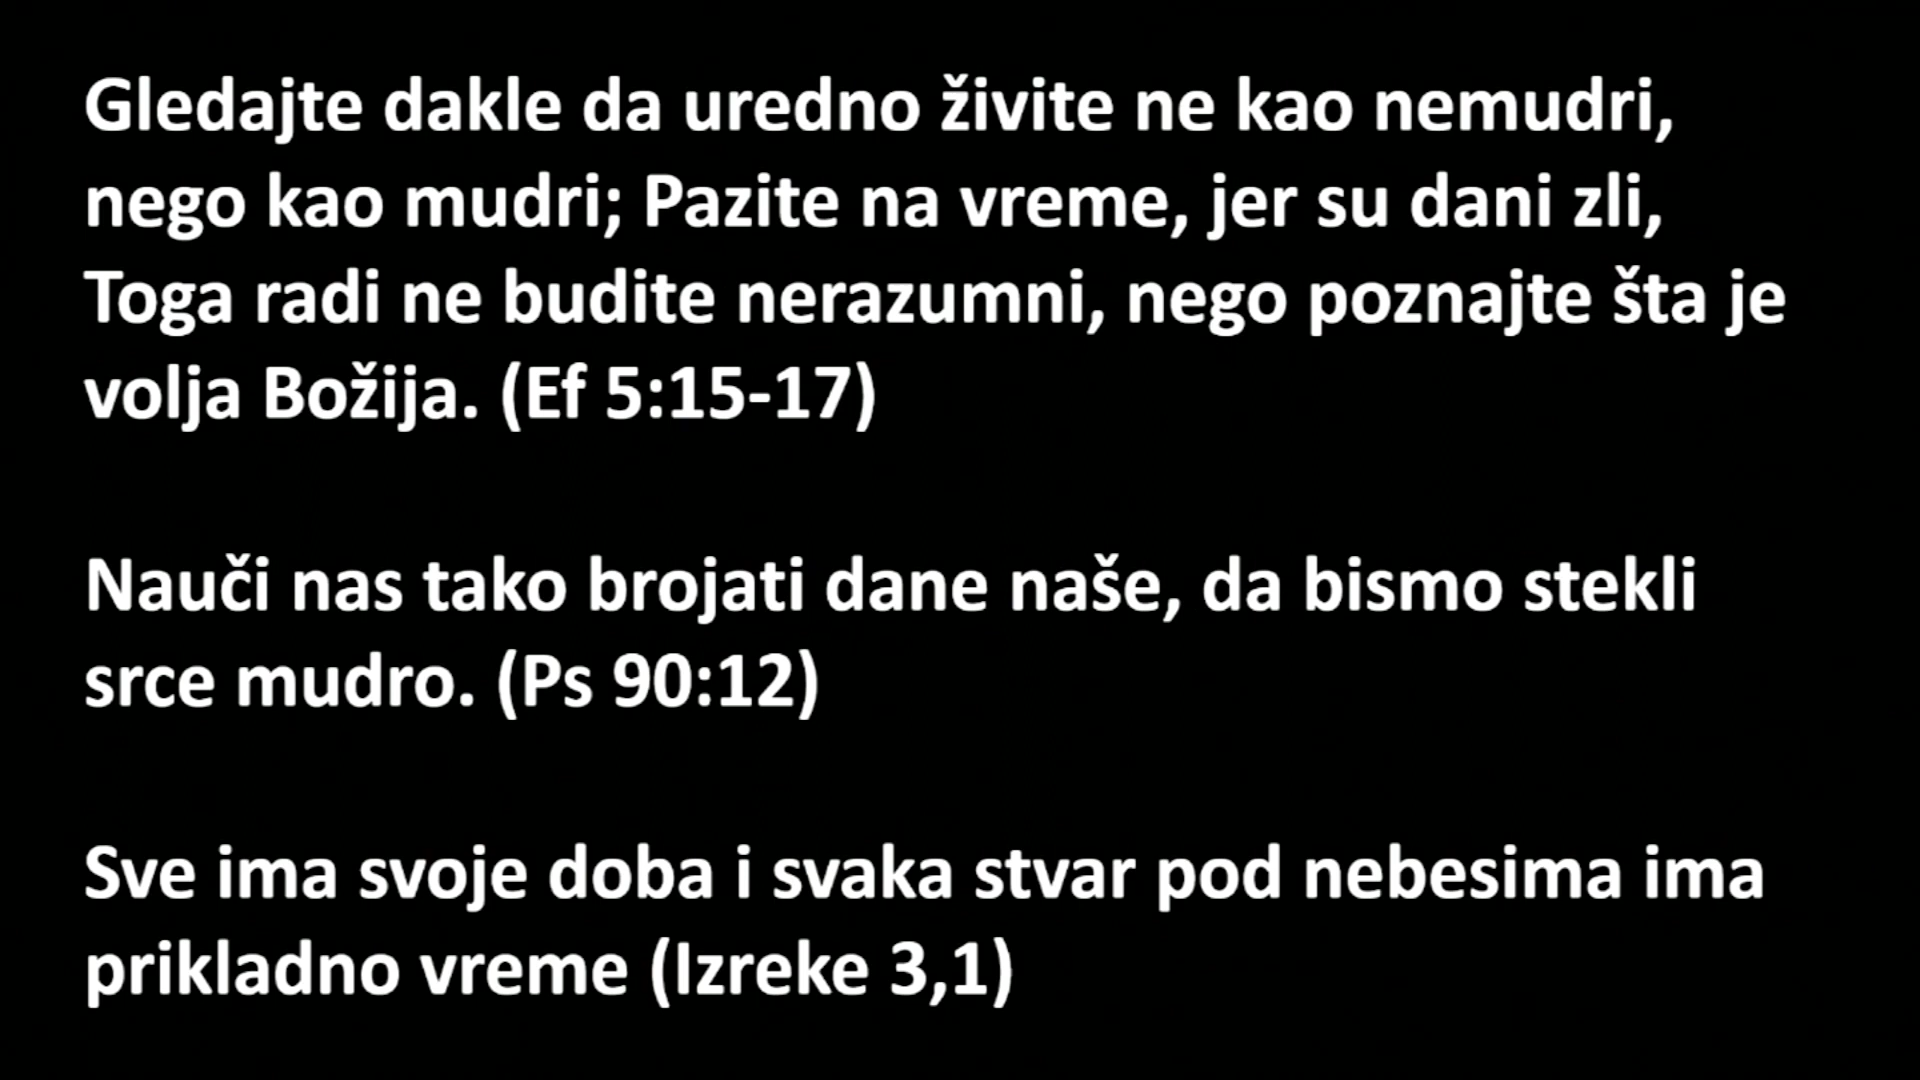 Gledajte dakle da uredno živite ne kao nemudri,
nego kao mudri; Pazite na vreme, jer su dani zli,
Toga radi ne budite nerazumni, nego poznajte šta je
volja Božija. (Ef 5:15-17)
Nauči nas tako brojati dane naše, da bismo stekli
srce mudro. (Ps 90:12)
Sve ima svoje doba i svaka stvar pod nebesima ima
prikladno vreme (Izreke 3,1)